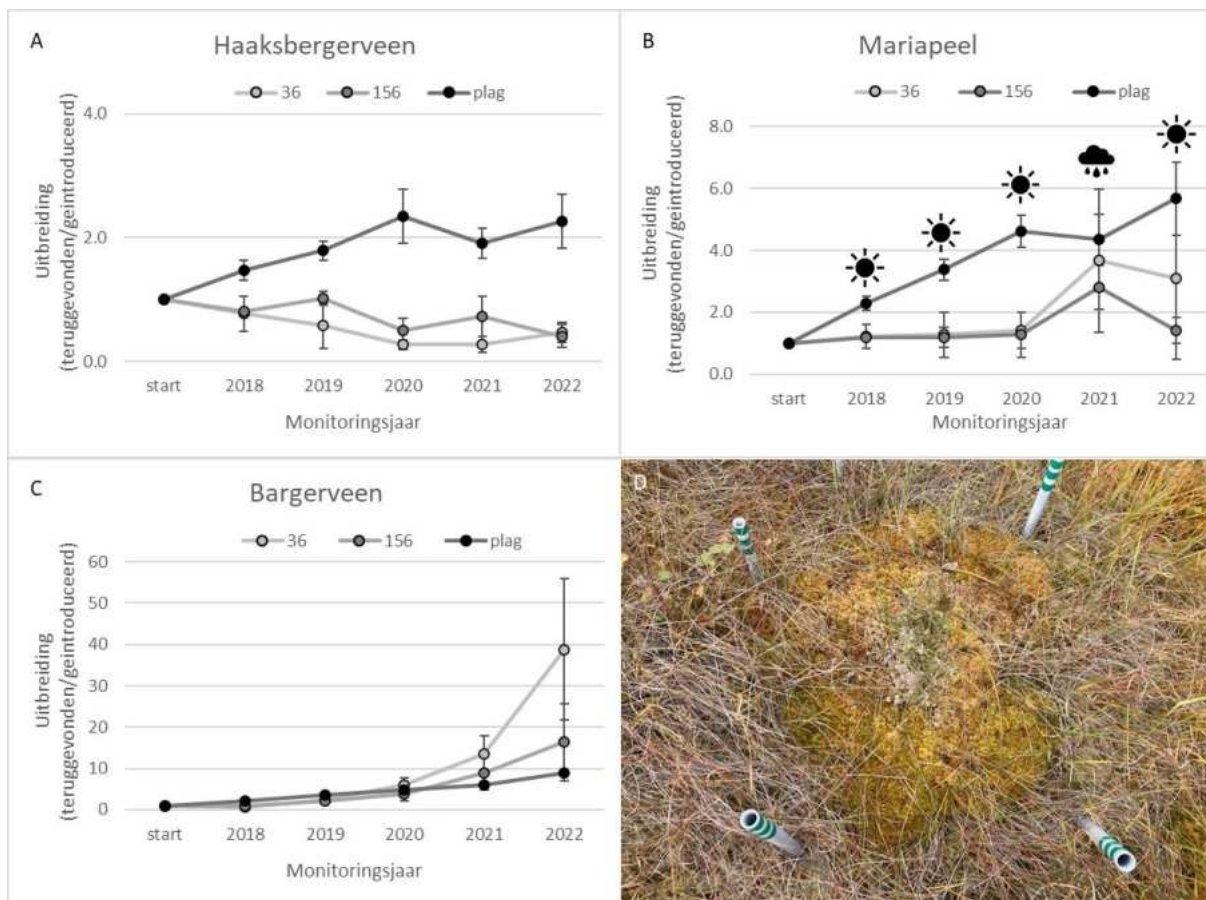 A
Haaksbergerveen
36 156 plag
Uitbreiding
(teruggevonden/geintroduceerd)
4.0
2.0
0.0
start 2018 2019 2020 2021 2022
Monitoringsjaar
B
Mariapeel
36 156 plag
Uitbreiding
(teruggevonden/geintroduceerd)
8.0
6.0
4.0
2.0
0.0
start 2018 2019 2020 2021 2022
Monitoringsjaar
C
Bargerveen
36 156 plag
Uitbreiding
(teruggevonden/geintroduceerd)
60
50
40
30
20
10
0
start 2018 2019 2020 2021 2022
Monitoringsjaar
D